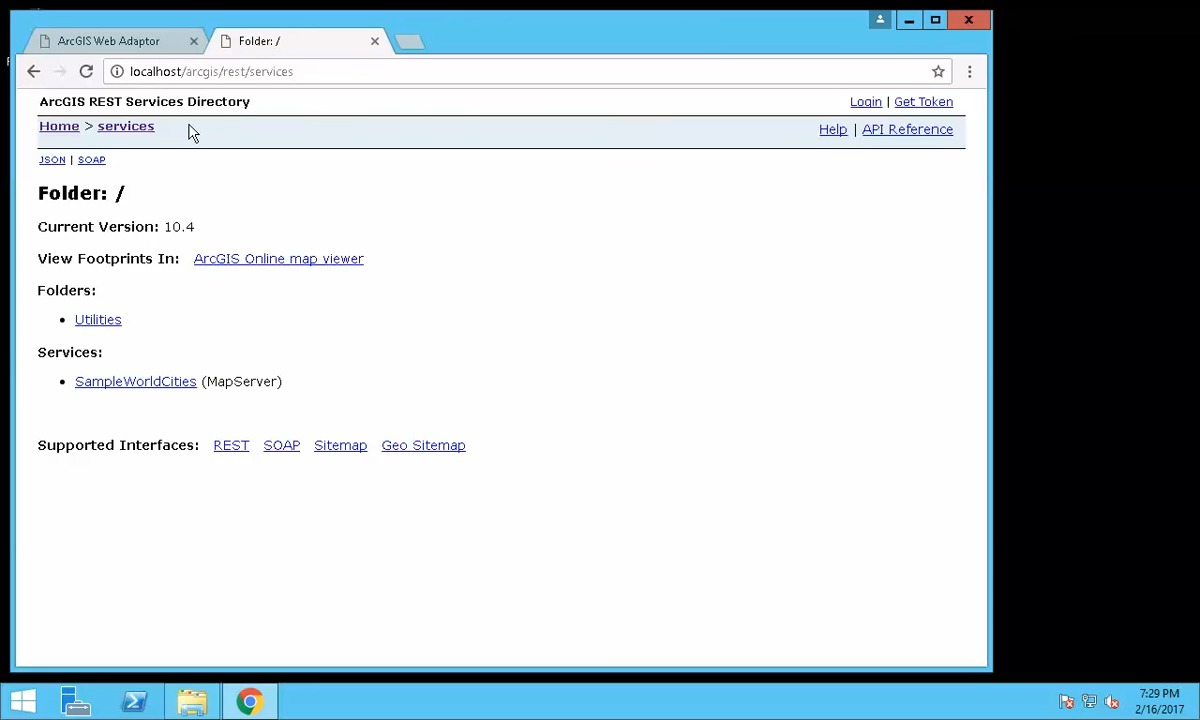 ArcGIS Web Adaptor
Folder: /
localhost/arcgis/rest/services
ArcGIS REST Services Directory
Login | Get Token
Home > services
Help | API Reference
JSON | SOAP
Folder: /
Current Version: 10.4
View Footprints In: ArcGIS Online map viewer
Folders:
• Utilities
Services:
• SampleWorldCities (MapServer)
Supported Interfaces: REST SOAP Sitemap Geo Sitemap
7:29 PM
2/16/2017